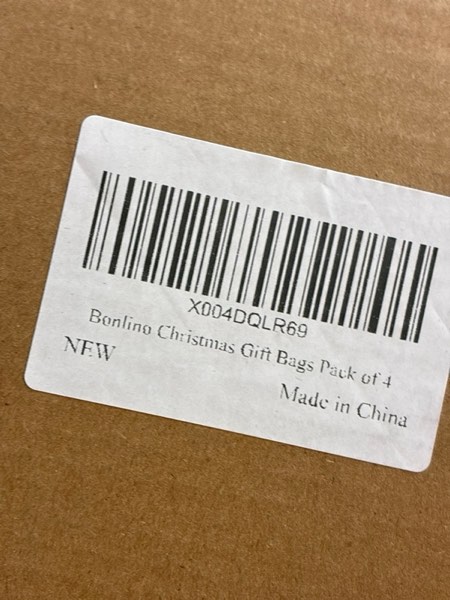 X004DQLR69
Bonlino Christmas Gift Bags Pack of 4
NEW
Made in China